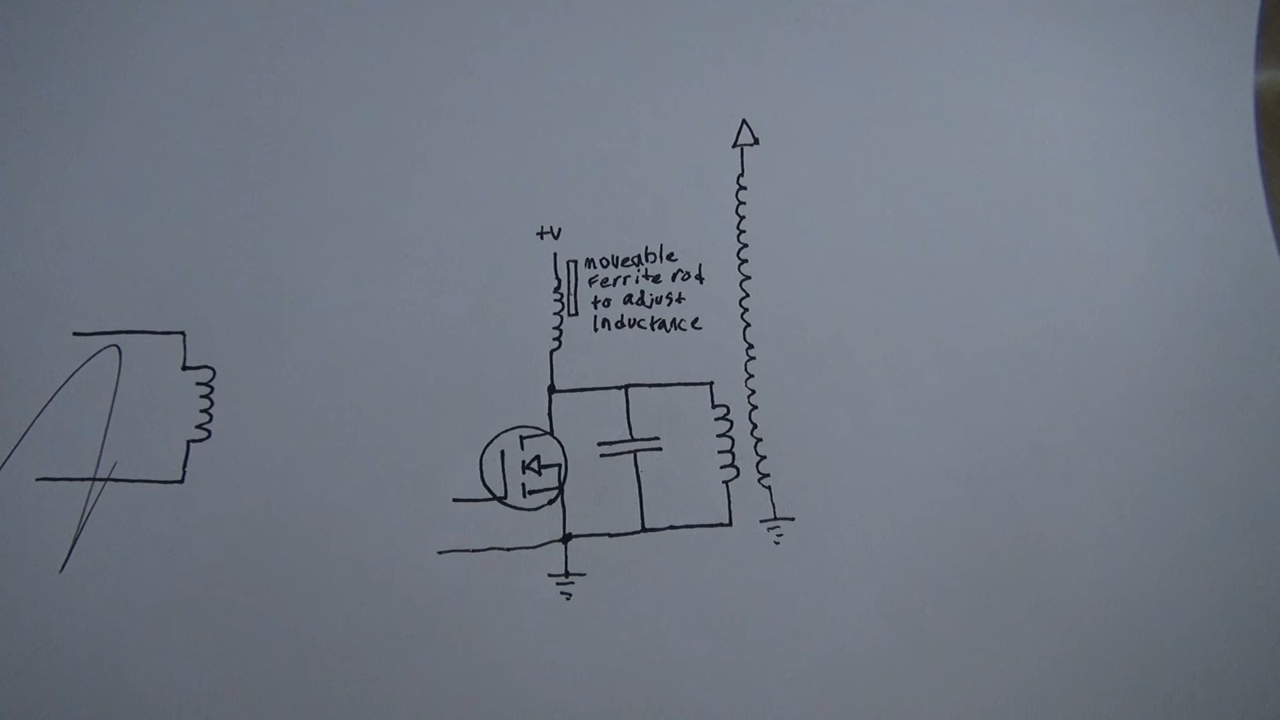 +V
moveable
Ferrite rod
to adjust
Inductance